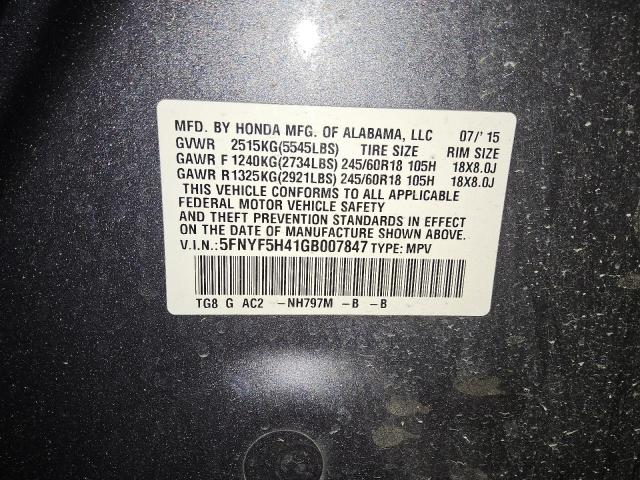 MFD. BY HONDA MFG. OF ALABAMA, LLC 07/'15
GVWR 2515KG(5545LBS) TIRE SIZE RIM SIZE
GAWR F 1240KG(2734LBS) 245/60R18 105H 18X8.0J
GAWR R1325KG(2921LBS) 245/60R18 105H 18X8.0J
THIS VEHICLE CONFORMS TO ALL APPLICABLE
FEDERAL MOTOR VEHICLE SAFETY
AND THEFT PREVENTION STANDARDS IN EFFECT
ON THE DATE OF MANUFACTURE SHOWN ABOVE.
V.I.N.: 5FNYF5H41GB007847 TYPE: MPV
TG8 G AC2 -NH797M -B -B